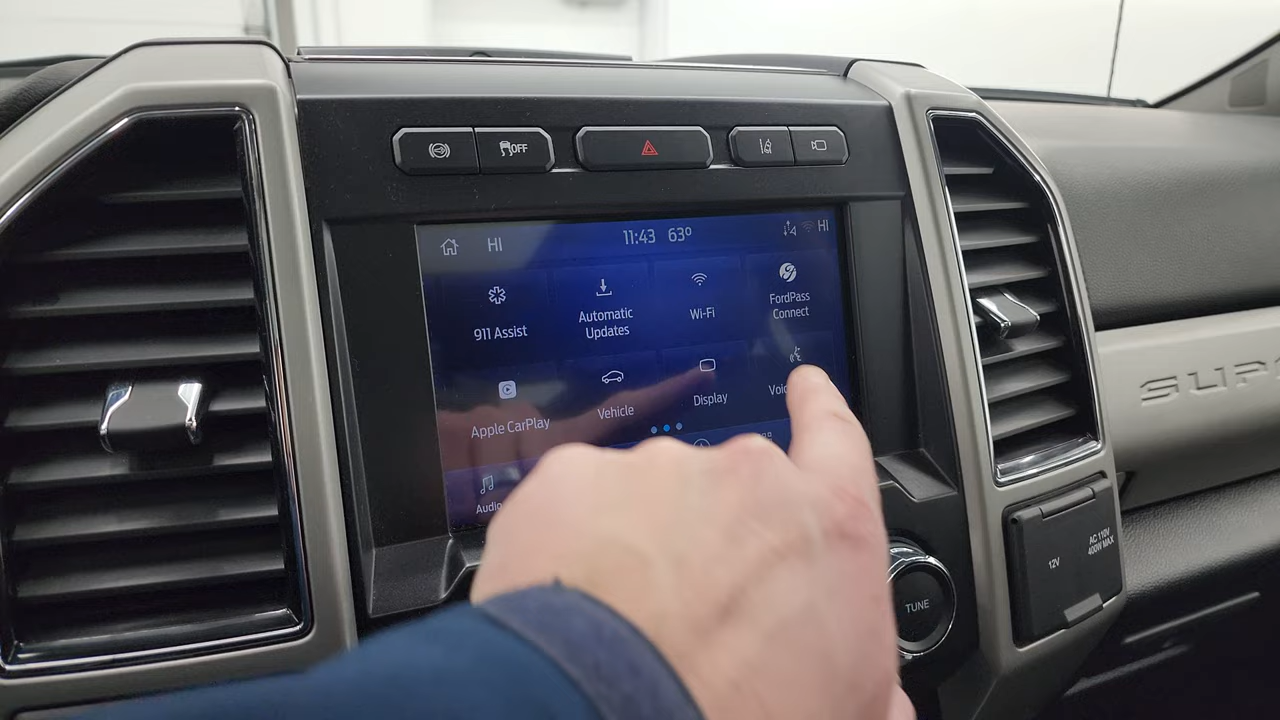 OFF
HI 11:43 63° HI
911 Assist
Automatic
Updates
Wi-Fi
FordPass
Connect
Apple CarPlay
Vehicle
Display
Audio
TUNE
12V
AC 110V
400W MAX